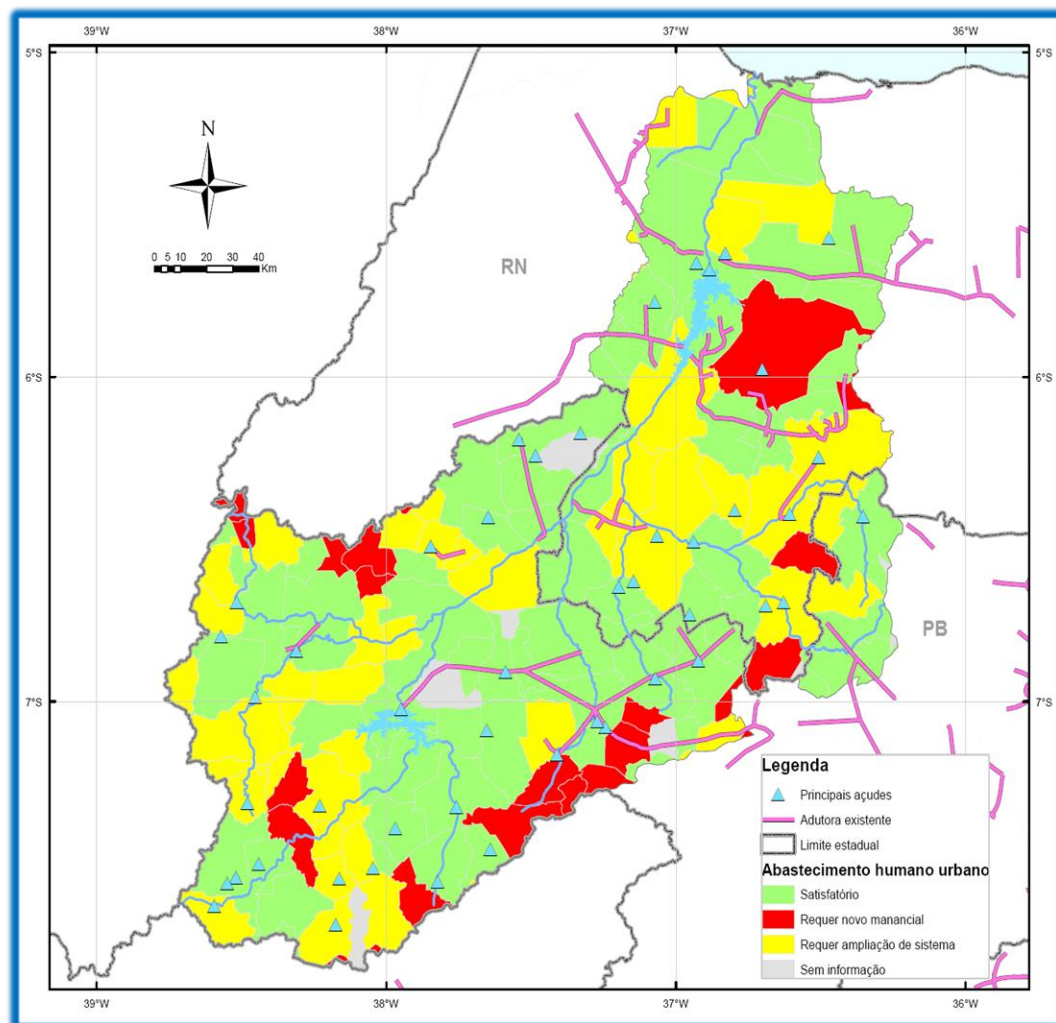 39°W 38°W 37°W 36°W
5°S 5°S
N
0 5 10 20 30 40
Km
RN
6°S 6°S
PB
7°S 7°S
Legenda
Principais açudes
Adutora existente
Limite estadual
Abastecimento humano urbano
Satisfatório
Requer novo manancial
Requer ampliação de sistema
Sem informação
39°W 38°W 37°W 36°W